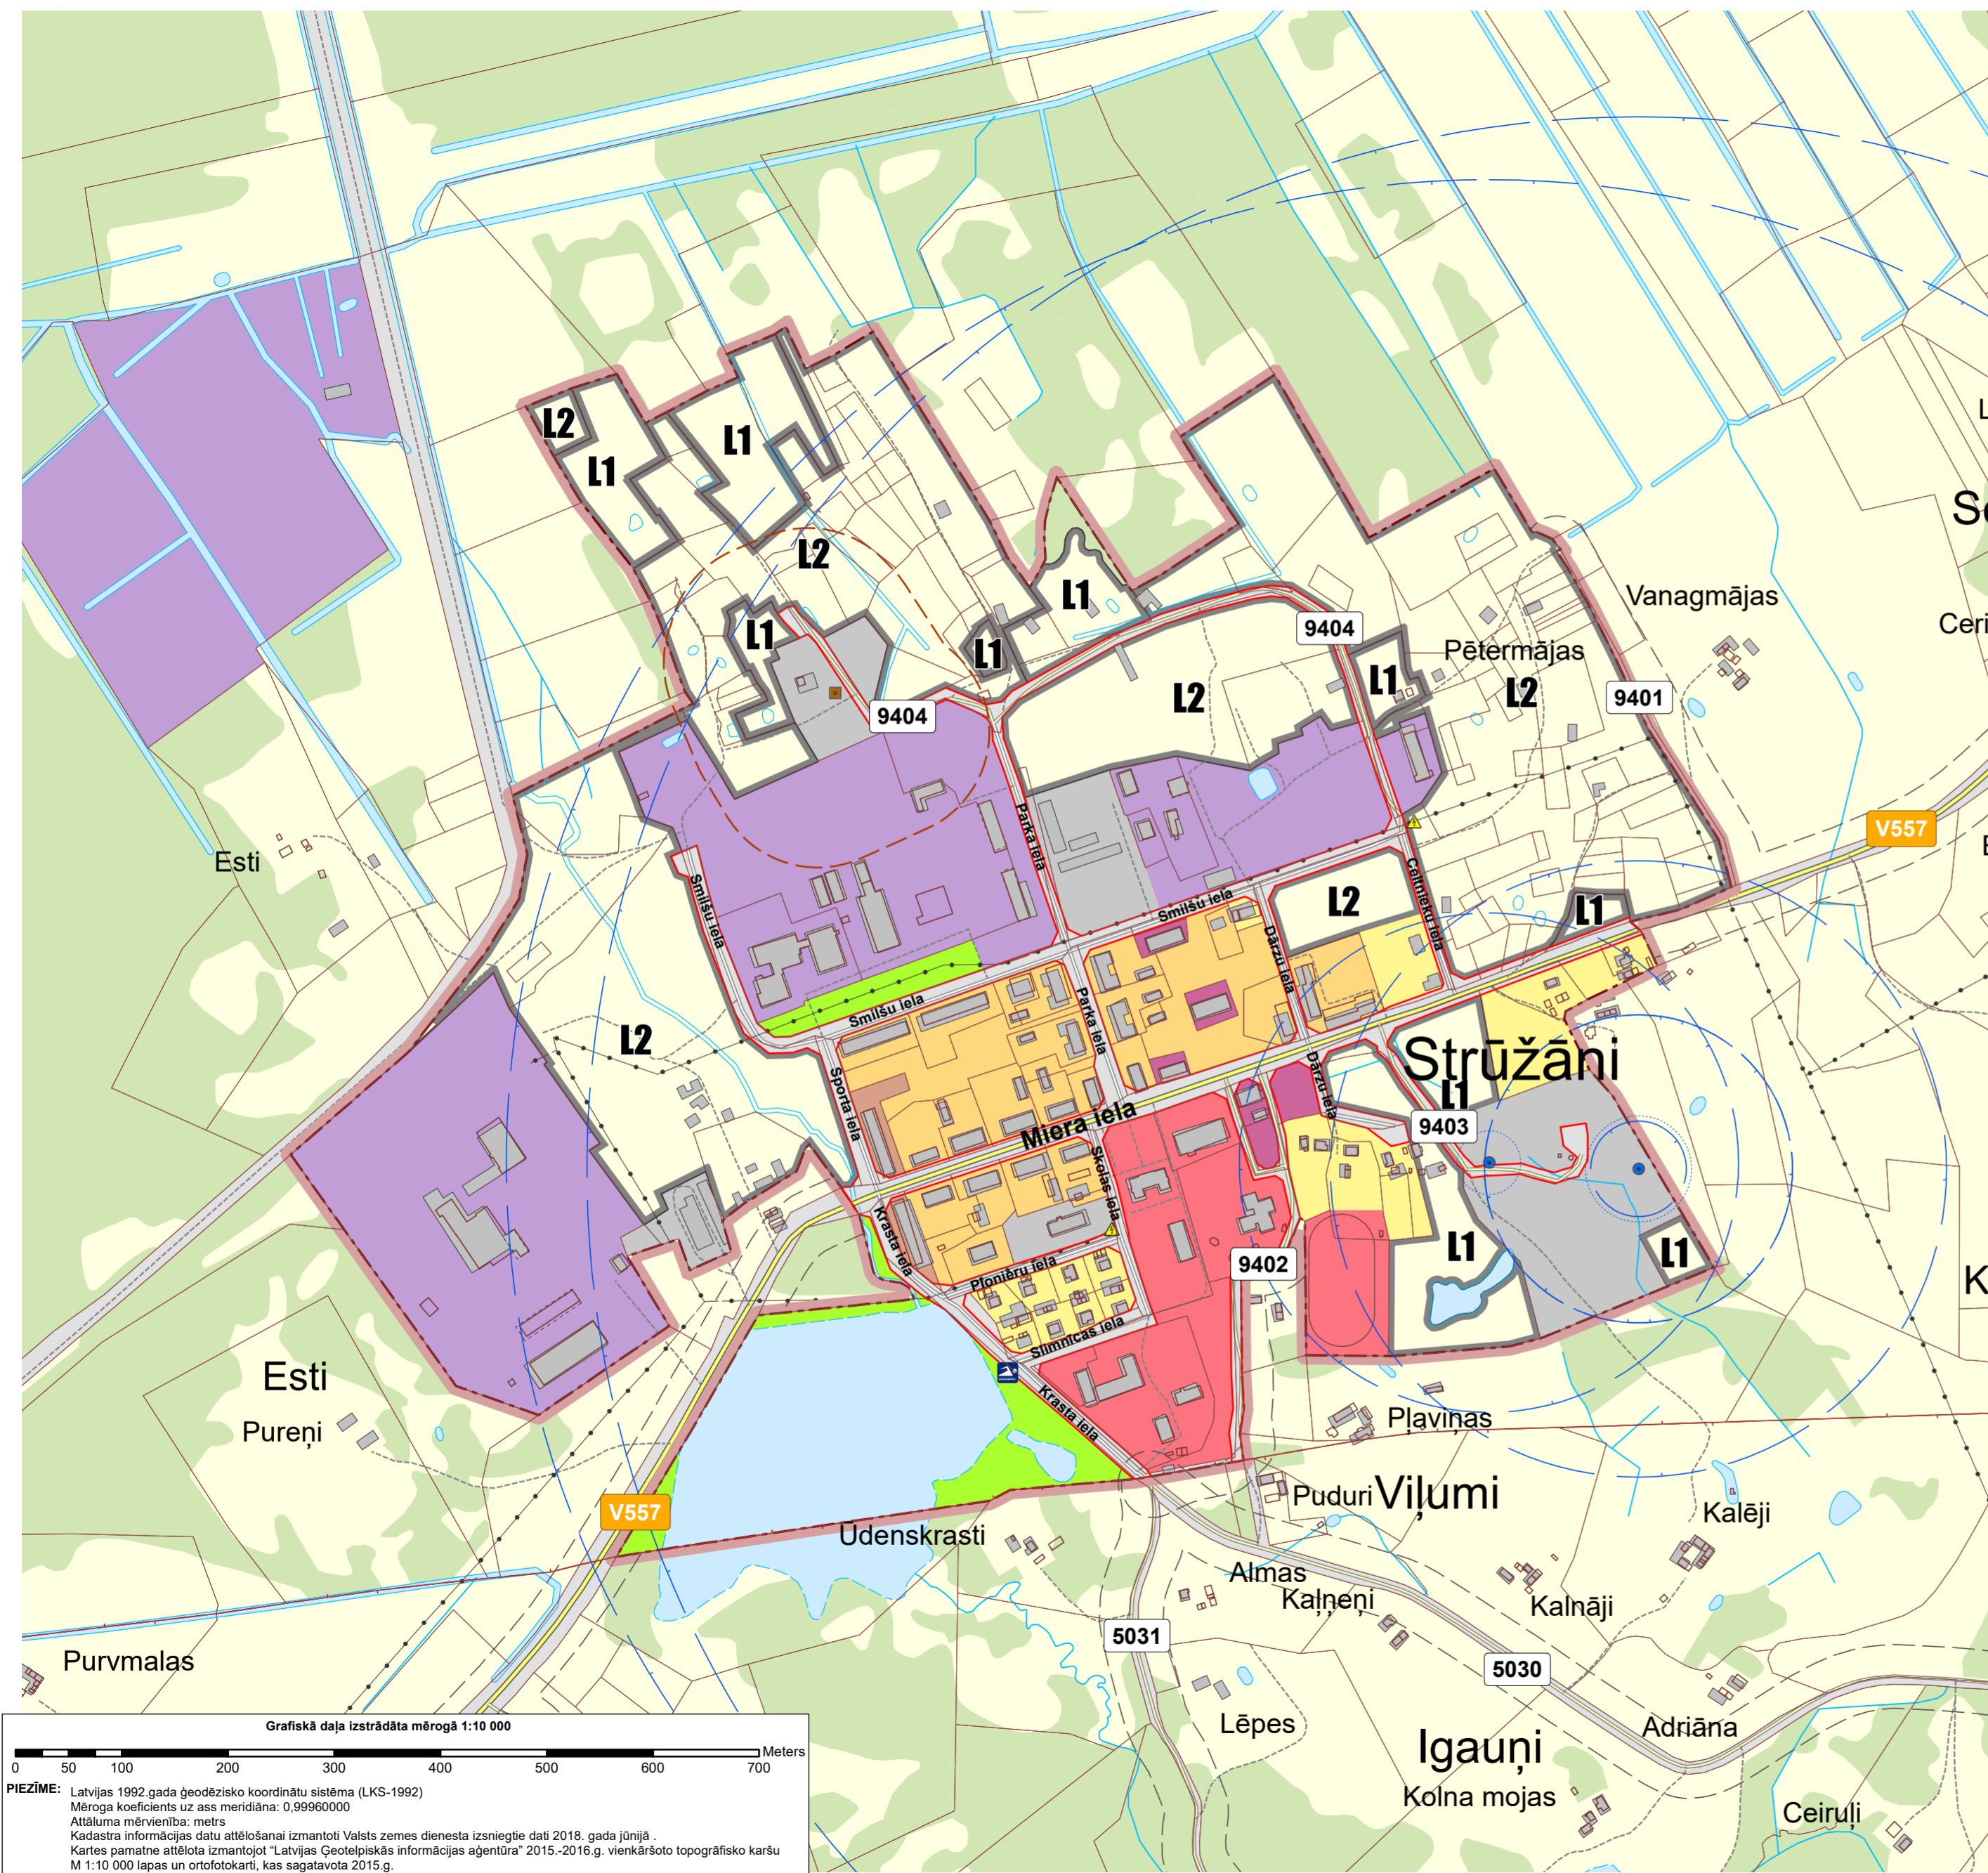 L2
L1
L1
L2
L1
L1
L1
L2
9404
L1
Vanagmājas
Pētermājas
L2
9401
9404
Parka iela
V557
Esti
Smilšu iela
Smilšu iela
L2
Celtnieku iela
L1
Dārzu iela
Smilšu iela
Parka iela
L2
Strūžāni
L1
Sporta iela
Miera iela
Dārzu iela
9403
Skolas iela
Krasta iela
L1
L1
9402
Pionieru iela
Slimnīcas iela
Esti
Pureņi
Krasta iela
Pļaviņas
V557
Ūdenskrasti
Puduri
Viļumi
Kalēji
Almas
Kaļņeņi
Kalnāji
5031
5030
Purvmalas
Lēpes
Igauņi
Adriāna
Kolna mojas
Ceiruļi
Grafiskā daļa izstrādāta mērogā 1:10 000
0 50 100 200 300 400 500 600 700 Meters
PIEZĪME: Latvijas 1992.gada ģeodēzisko koordinātu sistēma (LKS-1992)
Mēroga koeficients uz ass meridiāna: 0,99960000
Attāluma mērvienība: metrs
Kadastra informācijas datu attēlošanai izmantoti Valsts zemes dienesta izsniegtie dati 2018. gada jūnijā .
Kartes pamatne attēlota izmantojot "Latvijas Ģeotelpiskās informācijas aģentūra" 2015.-2016.g. vienkāršoto topogrāfisko karšu
M 1:10 000 lapas un ortofotokarti, kas sagatavota 2015.g.